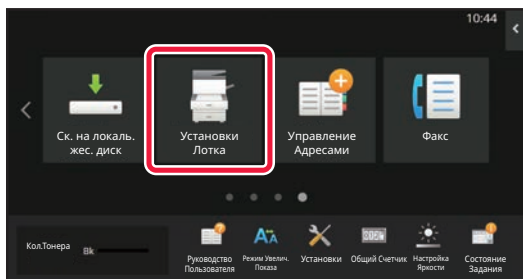 10:44
Ск. на локаль.
жес. диск
Установки
Лотка
Управление
Адресами
Факс
Кол.Тонера
Bk
Руководство
Пользователя
Режим Увелич.
Показа
Установки
Общий Счетчик
Настройка
Яркости
Состояние
Задания